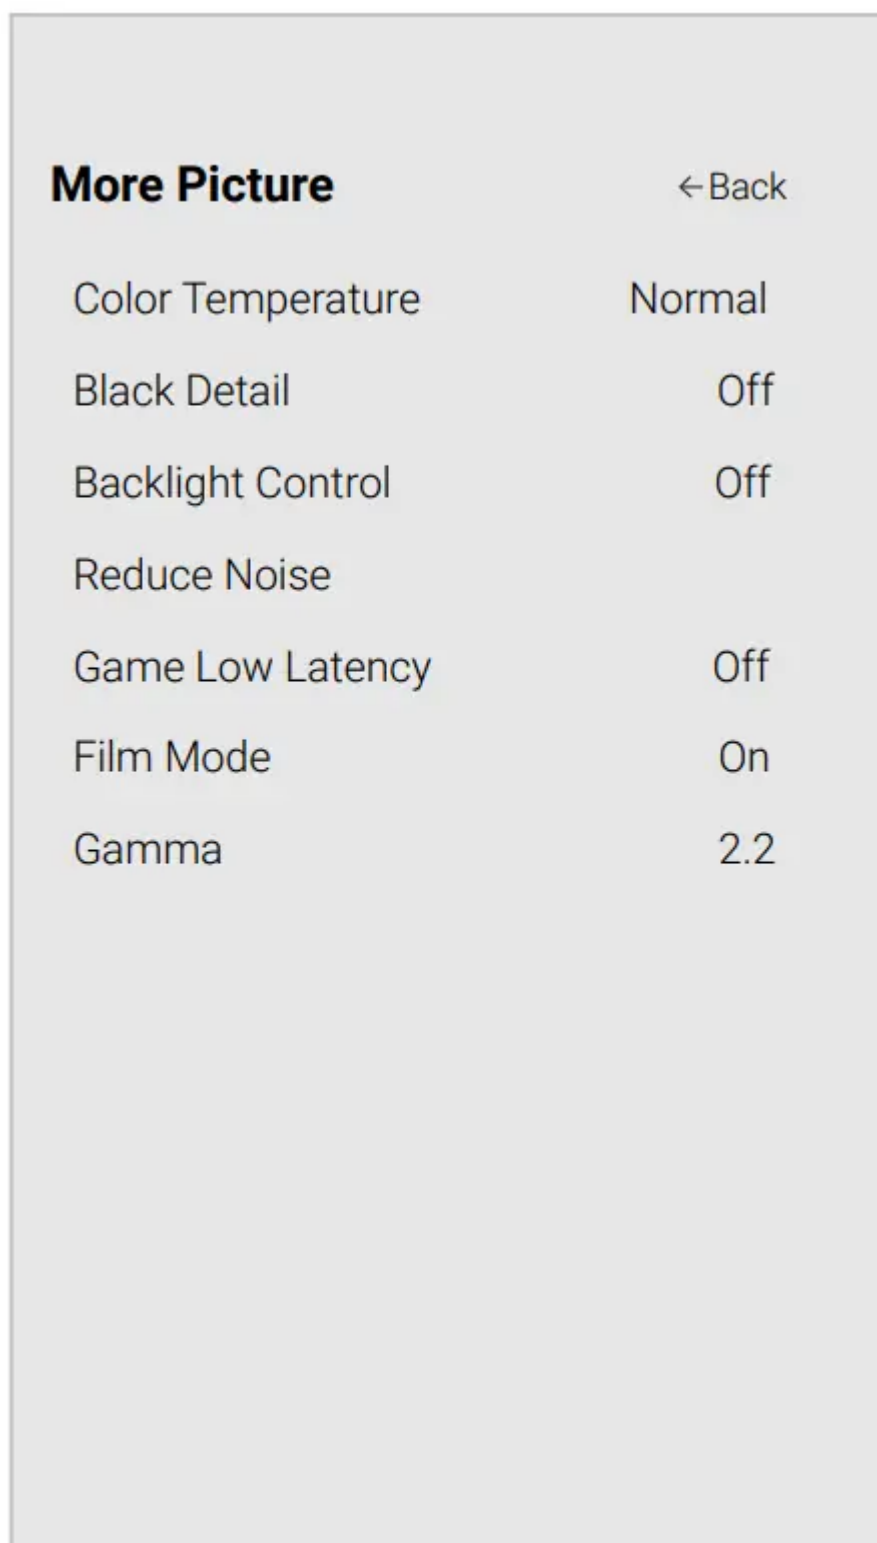 More Picture ←Back
Color Temperature Normal
Black Detail Off
Backlight Control Off
Reduce Noise
Game Low Latency Off
Film Mode On
Gamma 2.2